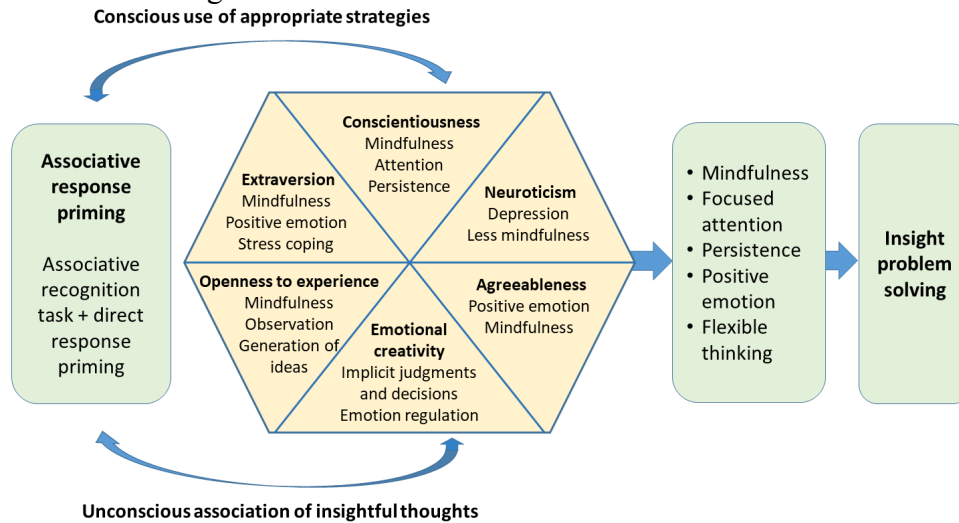 Conscious use of appropriate strategies
Associative
response
priming
Associative
recognition
task + direct
response
priming
Conscientiousness
Mindfulness
Attention
Persistence
Extraversion
Mindfulness
Positive emotion
Stress coping
Neuroticism
Depression
Less mindfulness
Openness to experience
Mindfulness
Observation
Generation of
ideas
Emotional
creativity
Implicit judgments
and decisions
Emotion regulation
Agreeableness
Positive emotion
Mindfulness
• Mindfulness
• Focused
attention
• Persistence
• Positive
emotion
• Flexible
thinking
Insight
problem
solving
Unconscious association of insightful thoughts